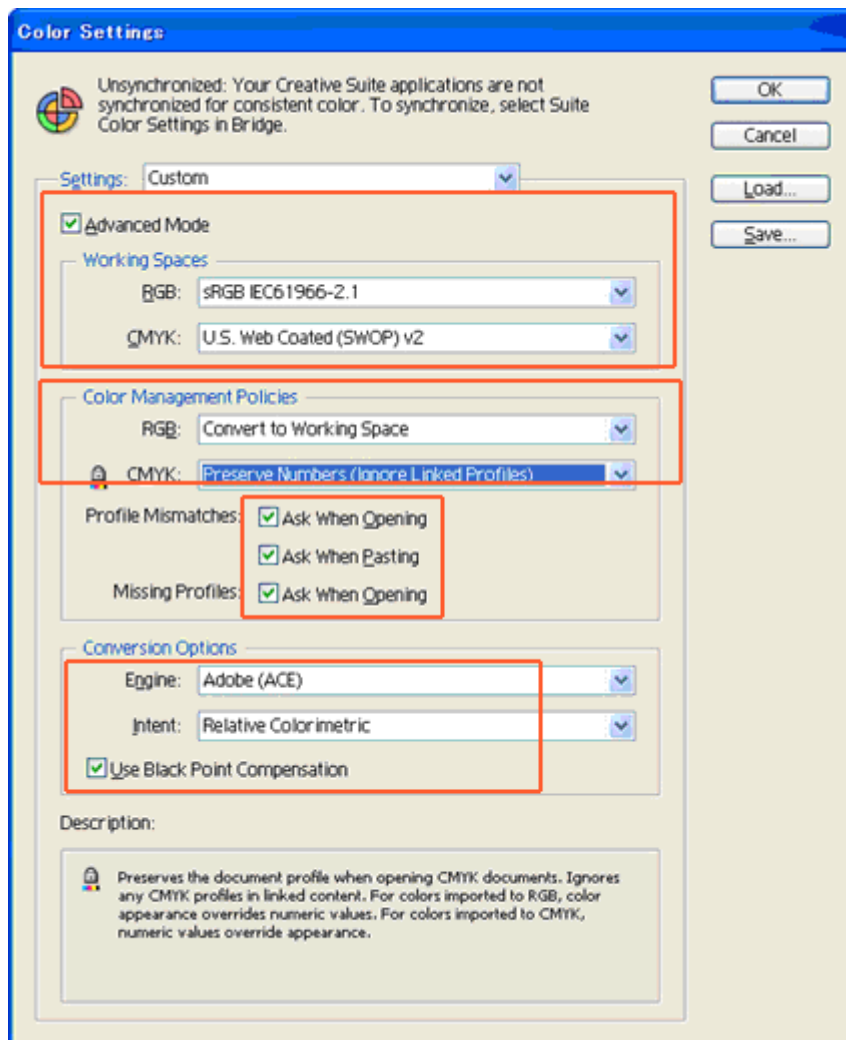 Color Settings
Unsynchronized: Your Creative Suite applications are not
synchronized for consistent color. To synchronize, select Suite
Color Settings in Bridge.
OK
Cancel
Load...
Save...
Settings: Custom
Advanced Mode
Working Spaces
RGB: sRGB IEC61966-2.1
CMYK: U.S. Web Coated (SWOP) v2
Color Management Policies
RGB: Convert to Working Space
CMYK: Preserve Numbers (Ignore Linked Profiles)
Profile Mismatches: Ask When Opening
Ask When Pasting
Missing Profiles: Ask When Opening
Conversion Options
Engine: Adobe (ACE)
Intent: Relative Colorimetric
Use Black Point Compensation
Description:
Preserves the document profile when opening CMYK documents. Ignores
any CMYK profiles in linked content. For colors imported to RGB, color
appearance overrides numeric values. For colors imported to CMYK,
numeric values override appearance.